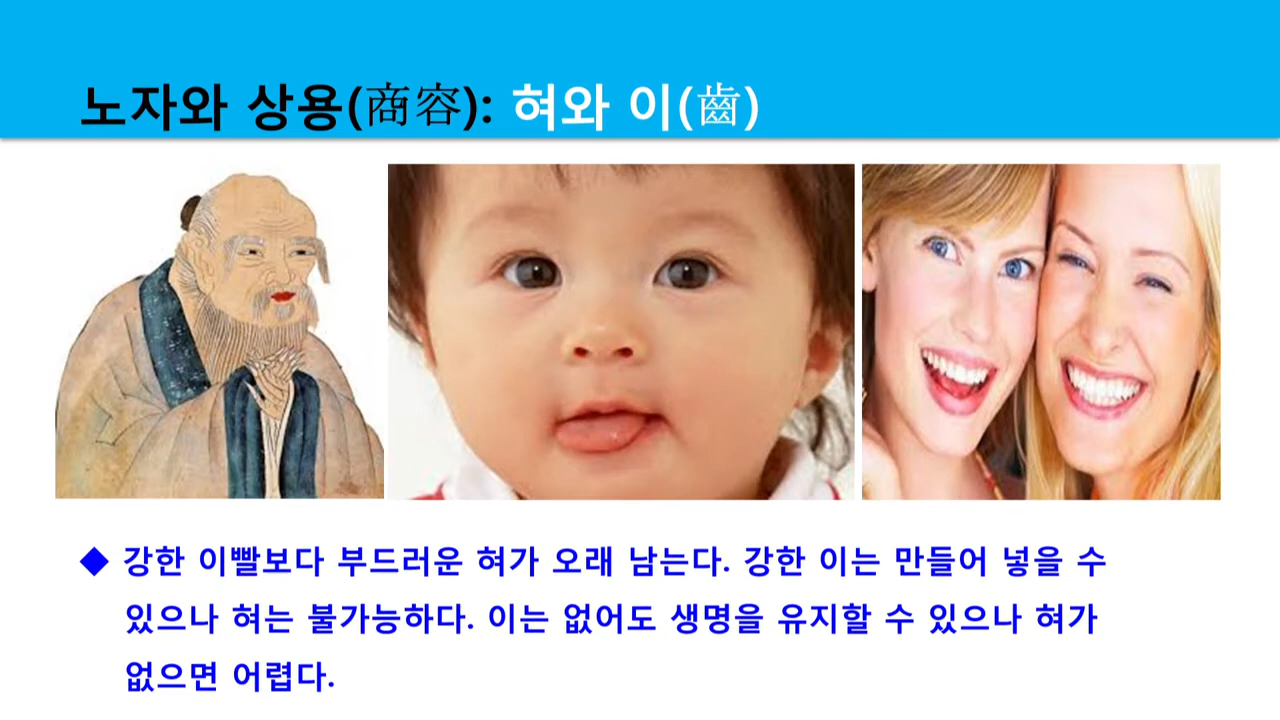 노자와 상용(商容): 혀와 이(齒)
◆ 강한 이빨보다 부드러운 혀가 오래 남는다. 강한 이는 만들어 넣을 수
있으나 혀는 불가능하다. 이는 없어도 생명을 유지할 수 있으나 혀가
없으면 어렵다.